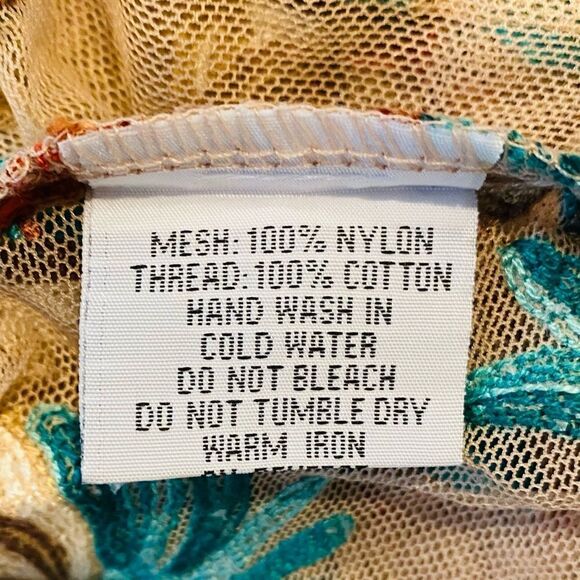 MESH: 100% NYLON
THREAD: 100% COTTON
HAND WASH IN
COLD WATER
DO NOT BLEACH
DO NOT TUMBLE DRY
WARM IRON